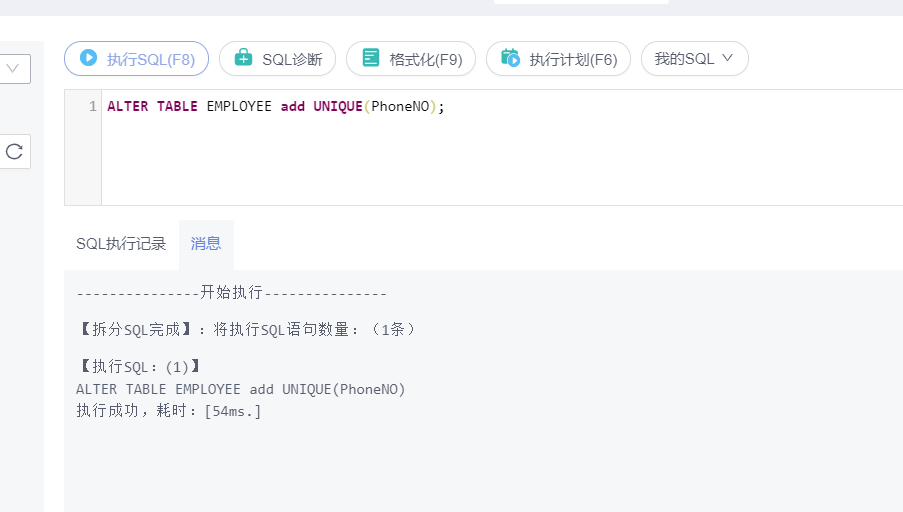 执行SQL(F8) SQL诊断 格式化(F9) 执行计划(F6) 我的SQL
1 ALTER TABLE EMPLOYEE add UNIQUE(PhoneNO);
SQL执行记录 消息
---------------开始执行---------------
【拆分SQL完成】：将执行SQL语句数量：（1条）
【执行SQL：(1)】
ALTER TABLE EMPLOYEE add UNIQUE(PhoneNO)
执行成功，耗时：[54ms.]